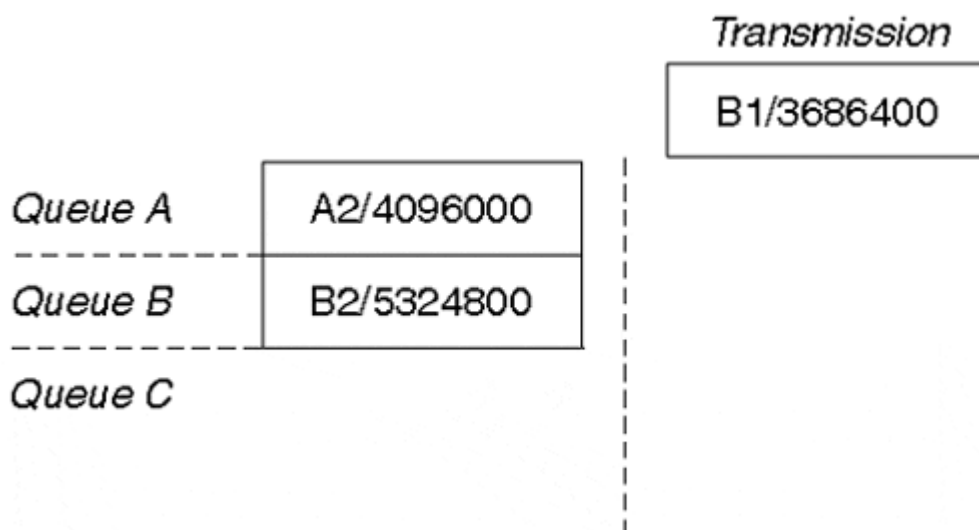 Transmission
B1/3686400
Queue A
A2/4096000
Queue B
B2/5324800
Queue C